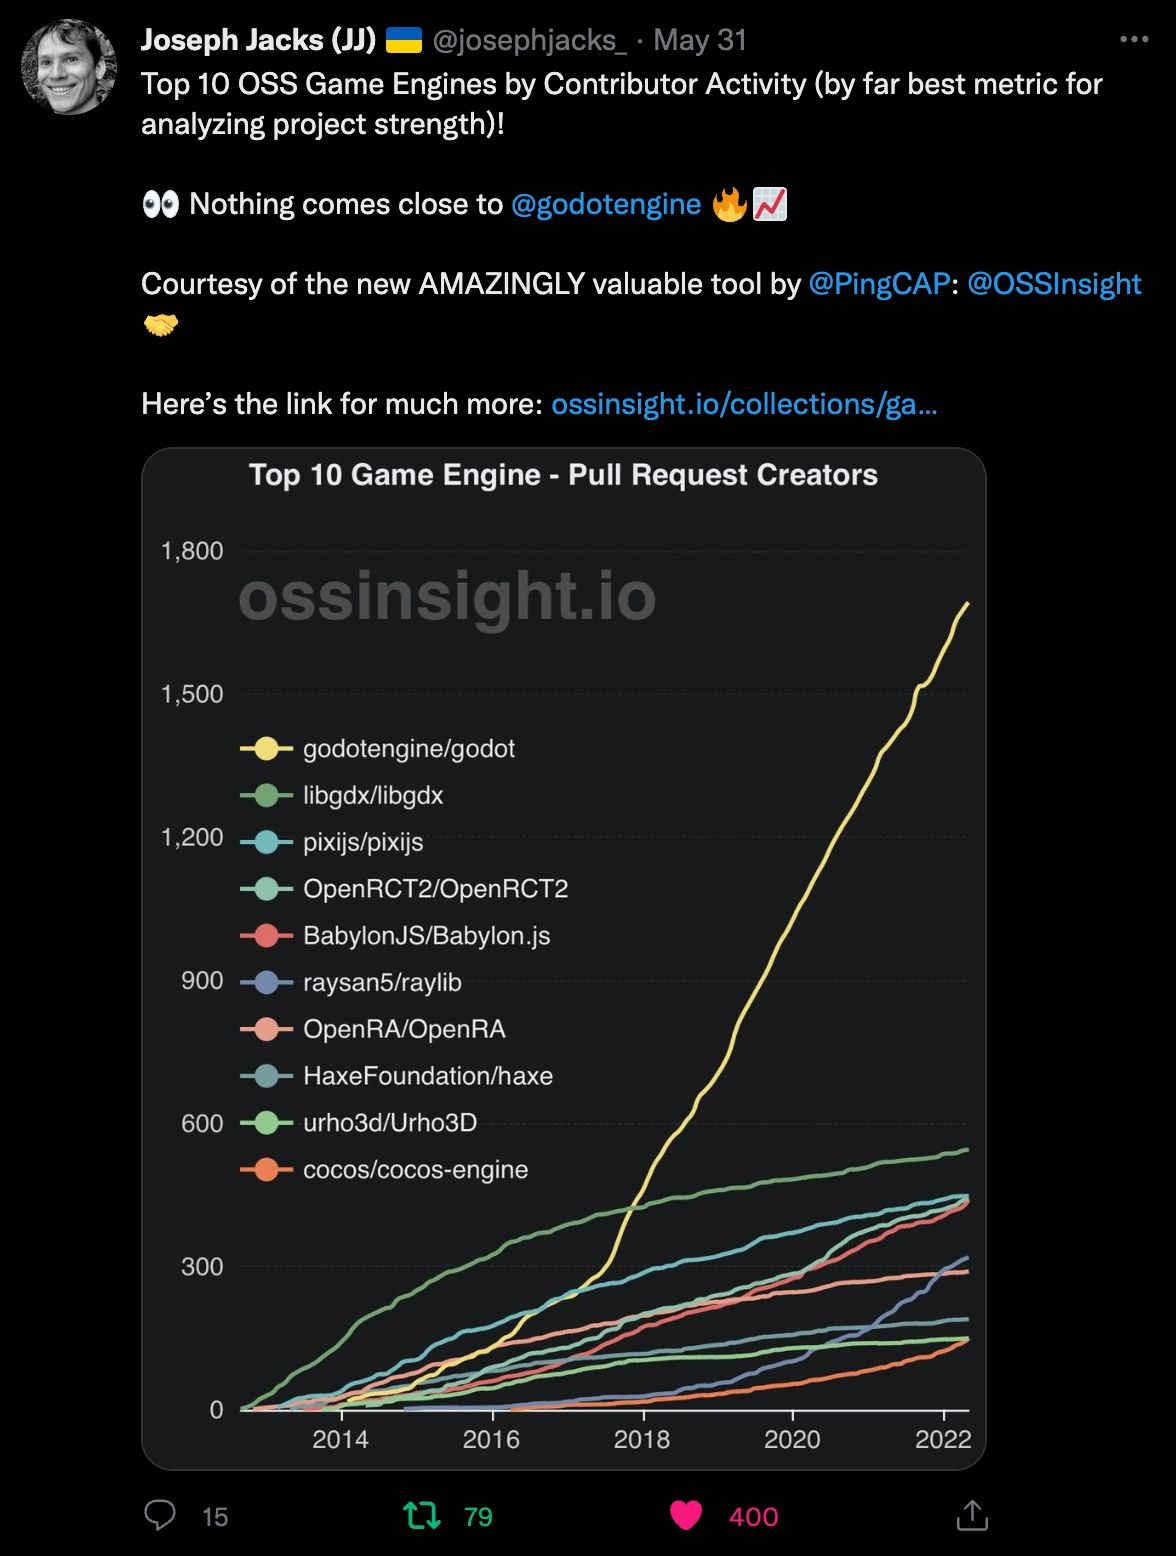 Joseph Jacks (JJ) 🇺🇦 @josephjacks_ · May 31
Top 10 OSS Game Engines by Contributor Activity (by far best metric for
analyzing project strength)!
👀 Nothing comes close to @godotengine 🔥📈
Courtesy of the new AMAZINGLY valuable tool by @PingCAP: @OSSInsight
🤝
Here’s the link for much more: ossinsight.io/collections/ga…
Top 10 Game Engine - Pull Request Creators
1,800
ossinsight.io
1,500
godotengine/godot
libgdx/libgdx
1,200
pixijs/pixijs
OpenRCT2/OpenRCT2
BabylonJS/Babylon.js
900
raysan5/raylib
OpenRA/OpenRA
HaxeFoundation/haxe
600
urho3d/Urho3D
cocos/cocos-engine
300
0
2014 2016 2018 2020 2022
15 79 400